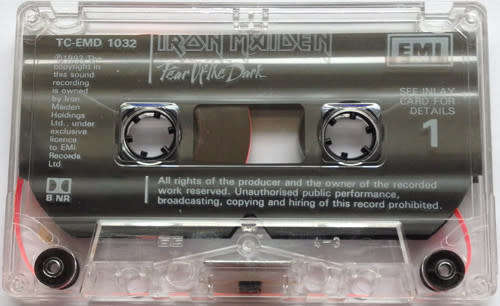 TC-EMD 1032
IRON MAIDEN
Fear Of The Dark
EMI
℗1992 The
copyright in
this sound
recording
is owned
by Iron
Maiden
Holdings
Ltd., under
exclusive
licence
to EMI
Records
Ltd.
SEE INLAY
CARD FOR
DETAILS
1
B NR
All rights of the producer and the owner of the recorded
work reserved. Unauthorised public performance,
broadcasting, copying and hiring of this record prohibited.